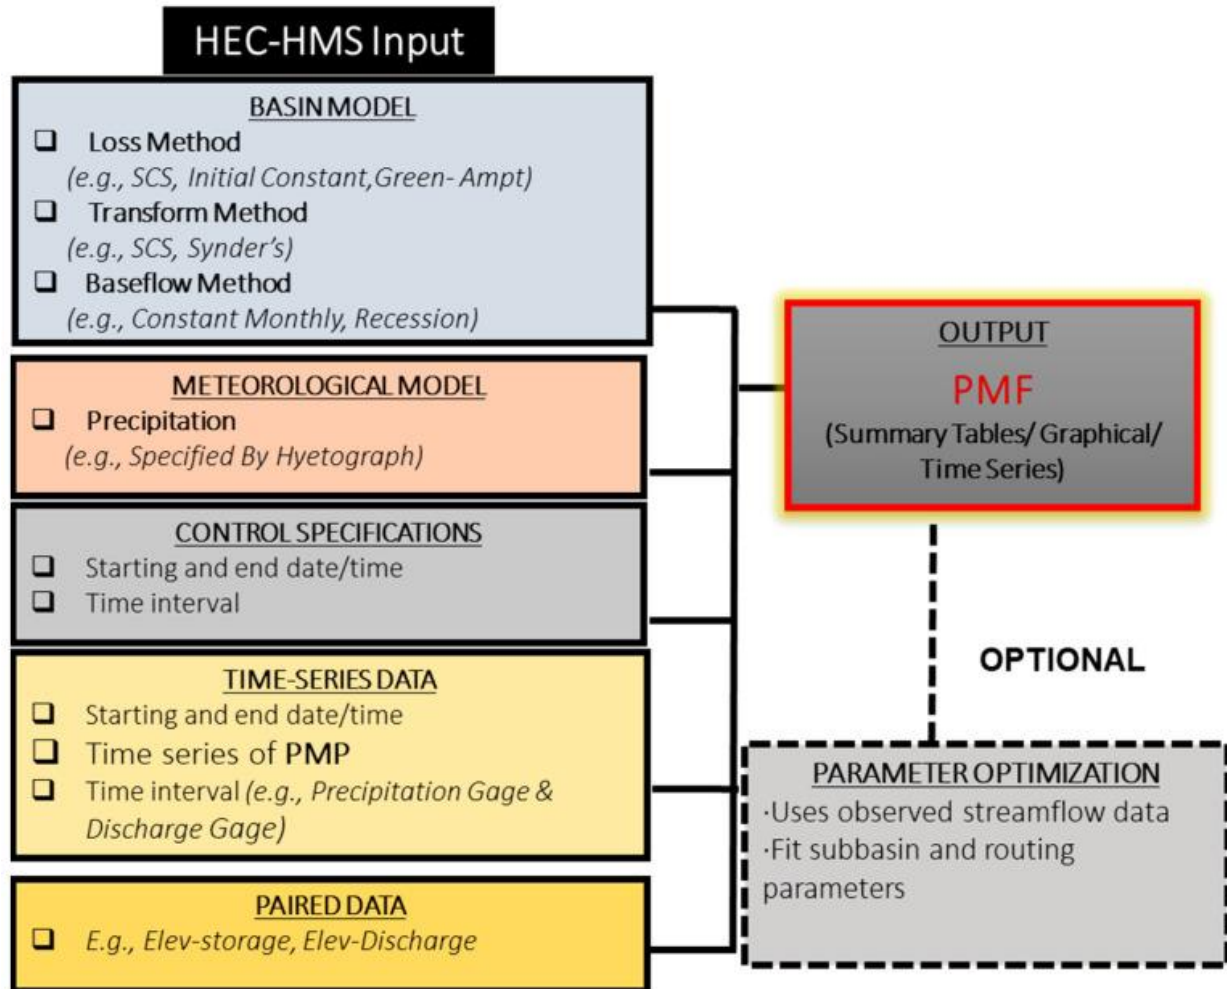 HEC-HMS Input
BASIN MODEL
Loss Method
(e.g., SCS, Initial Constant,Green- Ampt)
Transform Method
(e.g., SCS, Synder's)
Baseflow Method
(e.g., Constant Monthly, Recession)
METEOROLOGICAL MODEL
Precipitation
(e.g., Specified By Hyetograph)
CONTROL SPECIFICATIONS
Starting and end date/time
Time interval
TIME-SERIES DATA
Starting and end date/time
Time series of PMP
Time interval (e.g., Precipitation Gage &
Discharge Gage)
PAIRED DATA
E.g., Elev-storage, Elev-Discharge
OUTPUT
PMF
(Summary Tables/ Graphical/
Time Series)
OPTIONAL
PARAMETER OPTIMIZATION
·Uses observed streamflow data
·Fit subbasin and routing
parameters